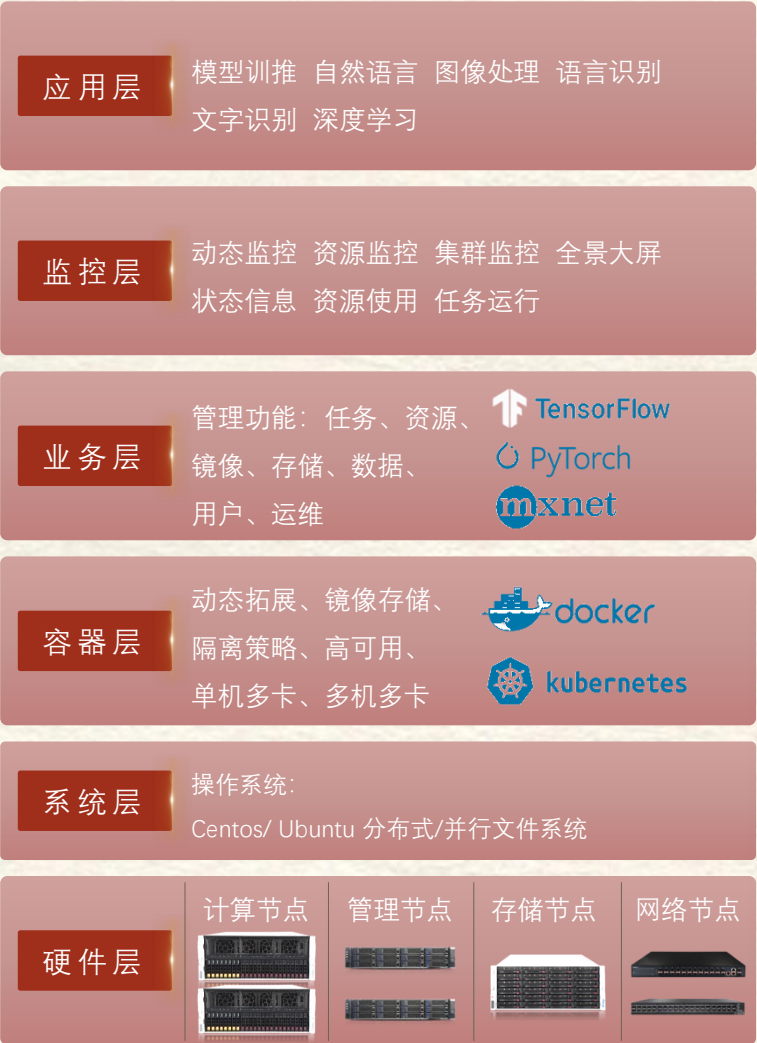 应用层
模型训推 自然语言 图像处理 语言识别
文字识别 深度学习
监控层
动态监控 资源监控 集群监控 全景大屏
状态信息 资源使用 任务运行
业务层
管理功能：任务、资源、
镜像、存储、数据、
用户、运维
TensorFlow
PyTorch
mxnet
容器层
动态拓展、镜像存储、
隔离策略、高可用、
单机多卡、多机多卡
docker
kubernetes
系统层
操作系统：
Centos/ Ubuntu 分布式/并行文件系统
硬件层
计算节点 管理节点 存储节点 网络节点